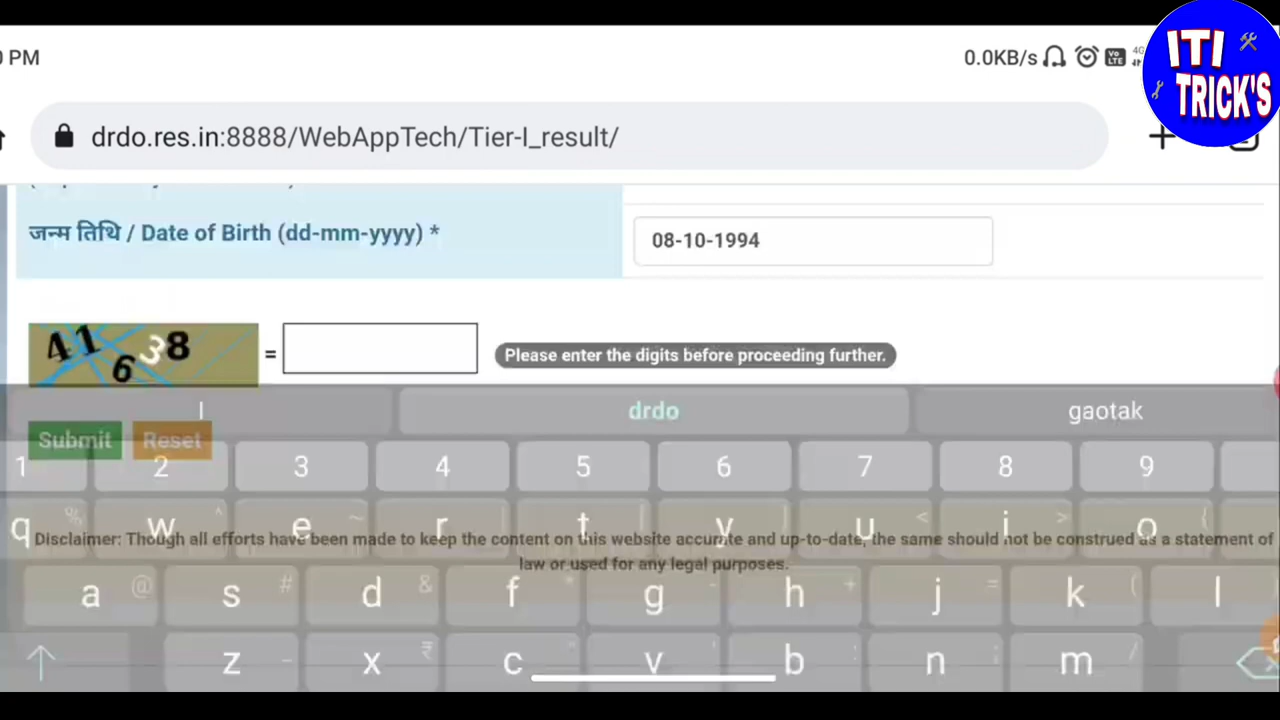 PM
0.0KB/s
Vo LTE
4G
ITI TRICK'S
drdo.res.in:8888/WebAppTech/Tier-I_result/
जन्म तिथि / Date of Birth (dd-mm-yyyy) *
08-10-1994
41638
=
Please enter the digits before proceeding further.
l drdo gaotak
Submit Reset
1 2 3 4 5 6 7 8 9
q w e r t y u i o
Disclaimer: Though all efforts have been made to keep the content on this website accurate and up-to-date, the same should not be construed as a statement of
law or used for any legal purposes.
a s d f g h j k l
z x c v b n m